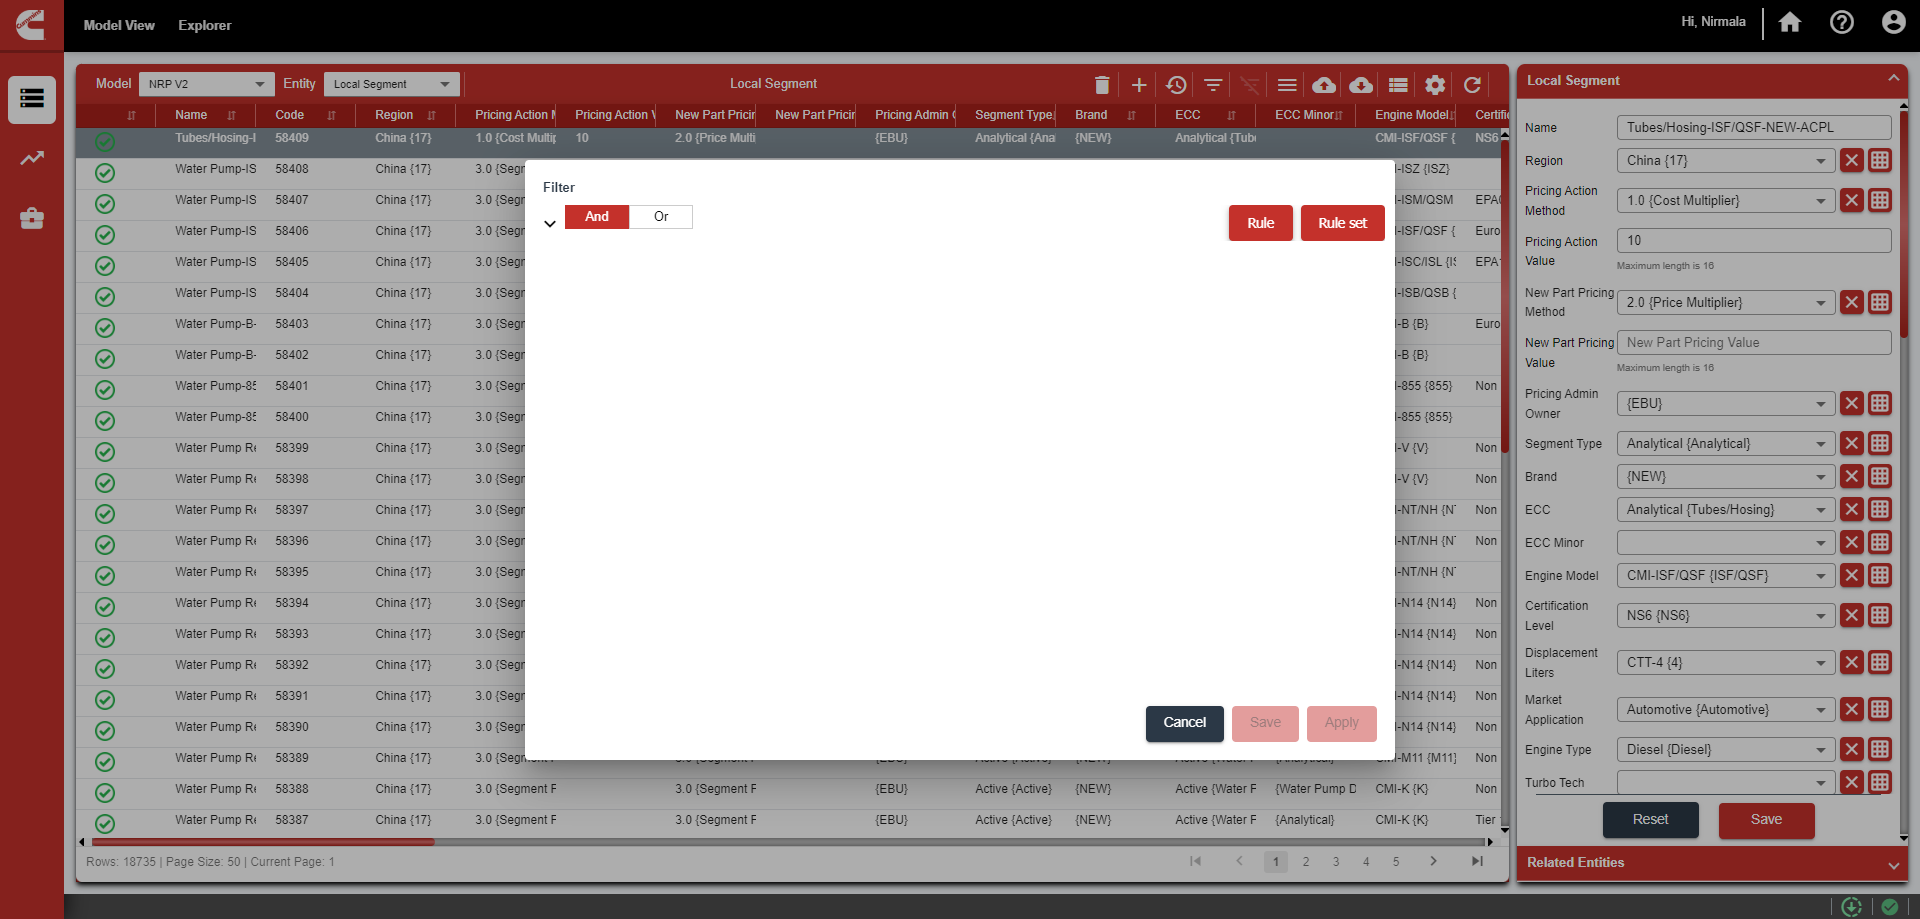 Model View Explorer Hi, Nirmala
Model NRP V2 Entity Local Segment Local Segment
Name Code Region Pricing Action M Pricing Action V New Part Pricin New Part Pricin Pricing Admin Segment Type Brand ECC ECC Minor Engine Model Certific
Tubes/Hosing-I 58409 China {17} 1.0 {Cost Multip 10 2.0 {Price Multi {EBU} Analytical {Ana {NEW} Analytical {Tub CMI-ISF/QSF { NS6
Water Pump-IS 58408 China {17} 3.0 {Segr I-ISZ {ISZ}
Water Pump-IS 58407 China {17} 3.0 {Segr I-ISM/QSM EPA
Water Pump-IS 58406 China {17} 3.0 {Segr I-ISF/QSF { Euro
Water Pump-IS 58405 China {17} 3.0 {Segr I-ISC/ISL {IS EPA
Water Pump-IS 58404 China {17} 3.0 {Segr I-ISB/QSB {
Water Pump-B- 58403 China {17} 3.0 {Segr I-B {B} Euro
Water Pump-B- 58402 China {17} 3.0 {Segr I-B {B}
Water Pump-85 58401 China {17} 3.0 {Segr I-855 {855} Non
Water Pump-85 58400 China {17} 3.0 {Segr I-855 {855}
Water Pump Re 58399 China {17} 3.0 {Segr I-V {V} Non
Water Pump Re 58398 China {17} 3.0 {Segr I-V {V} Non
Water Pump Re 58397 China {17} 3.0 {Segr I-NT/NH {N Non
Water Pump Re 58396 China {17} 3.0 {Segr I-NT/NH {N Non
Water Pump Re 58395 China {17} 3.0 {Segr I-NT/NH {N
Water Pump Re 58394 China {17} 3.0 {Segr I-N14 {N14} Non
Water Pump Re 58393 China {17} 3.0 {Segr I-N14 {N14} Non
Water Pump Re 58392 China {17} 3.0 {Segr I-N14 {N14} Non
Water Pump Re 58391 China {17} 3.0 {Segr I-N14 {N14} Non
Water Pump Re 58390 China {17} 3.0 {Segr I-N14 {N14} Non
Water Pump Re 58389 China {17} 3.0 {Segment F 3.0 {Segment F {EBU} Active {Active} {NEW} Active {Water F {Analytical} CMI-M11 {M11} Non
Water Pump Re 58388 China {17} 3.0 {Segment F 3.0 {Segment F {EBU} Active {Active} {NEW} Active {Water F {Water Pump D CMI-K {K} Non
Water Pump Re 58387 China {17} 3.0 {Segment F 3.0 {Segment F {EBU} Active {Active} {NEW} Active {Water F {Analytical} CMI-K {K} Tier
Rows: 18735 | Page Size: 50 | Current Page: 1
1 2 3 4 5
Filter
And Or Rule Rule set
Cancel Save Apply
Local Segment
Name Tubes/Hosing-ISF/QSF-NEW-ACPL
Region China {17}
Pricing Action
Method 1.0 {Cost Multiplier}
Pricing Action
Value 10
Maximum length is 16
New Part Pricing
Method 2.0 {Price Multiplier}
New Part Pricing
Value New Part Pricing Value
Maximum length is 16
Pricing Admin
Owner {EBU}
Segment Type Analytical {Analytical}
Brand {NEW}
ECC Analytical {Tubes/Hosing}
ECC Minor
Engine Model CMI-ISF/QSF {ISF/QSF}
Certification
Level NS6 {NS6}
Displacement
Liters CTT-4 {4}
Market
Application Automotive {Automotive}
Engine Type Diesel {Diesel}
Turbo Tech
Reset Save
Related Entities